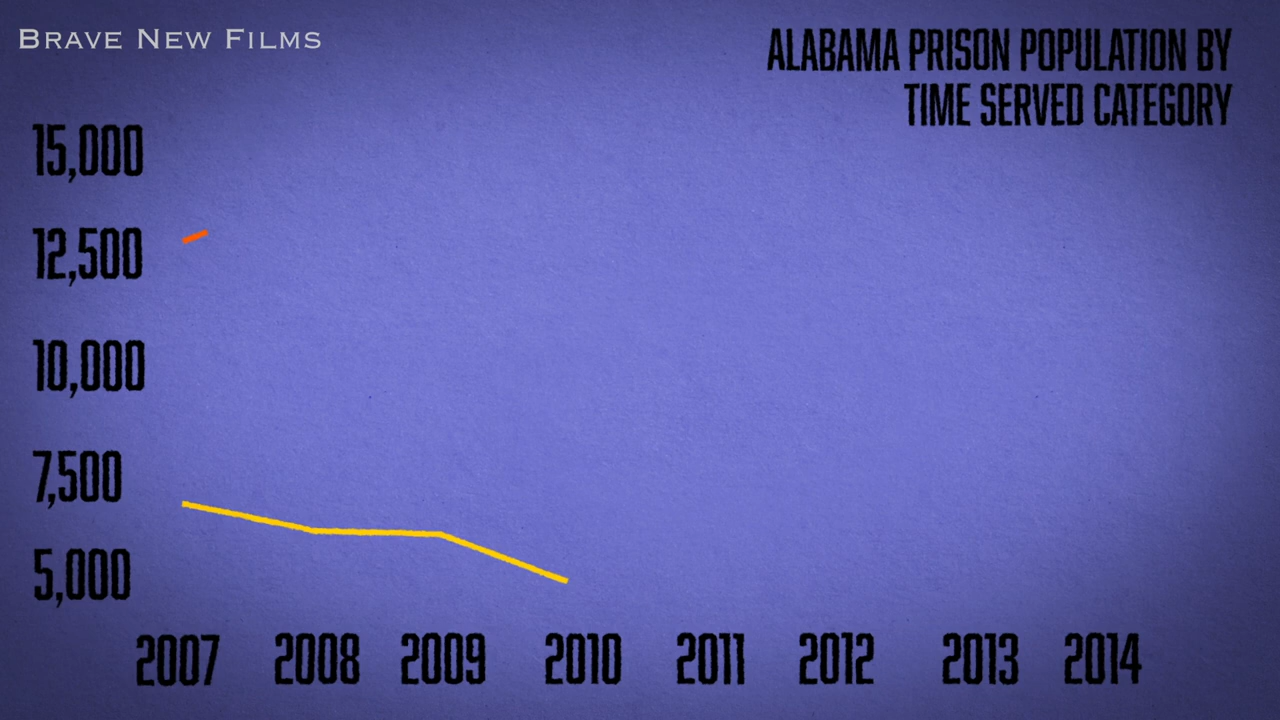 BRAVE NEW FILMS
ALABAMA PRISON POPULATION BY
TIME SERVED CATEGORY
15,000
12,500
10,000
7,500
5,000
2007 2008 2009 2010 2011 2012 2013 2014